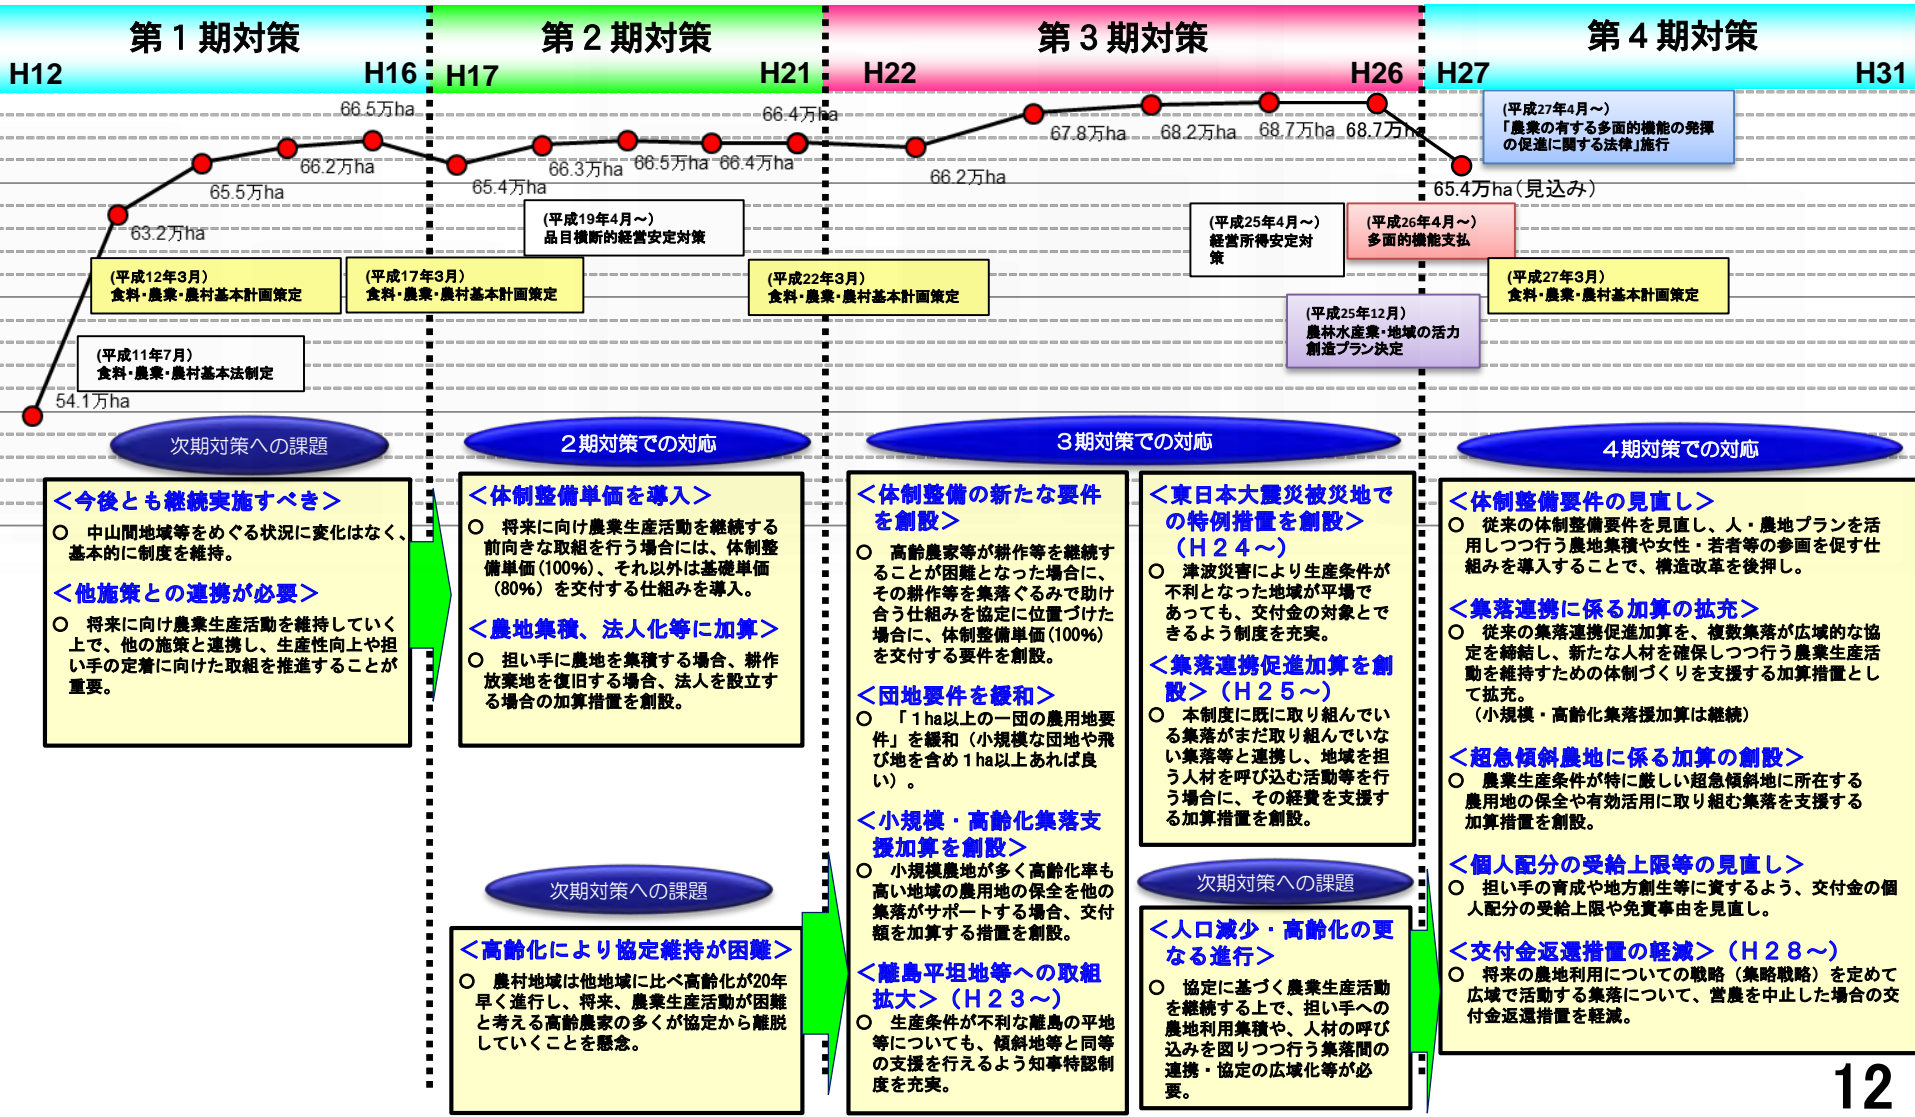 第１期対策
第２期対策
第３期対策
第４期対策
H12
H16
H17
H21
H22
H26
H27
H31
54.1万ha
63.2万ha
65.5万ha
66.2万ha
66.5万ha
65.4万ha
66.3万ha
66.5万ha
66.4万ha
66.4万ha
66.2万ha
67.8万ha
68.2万ha
68.7万ha
68.7万ha
65.4万ha（見込み）
(平成27年4月～)
「農業の有する多面的機能の発揮
の促進に関する法律」施行
(平成19年4月～)
品目横断的経営安定対策
(平成25年4月～)
経営所得安定対
策
(平成26年4月～)
多面的機能支払
(平成12年3月)
食料・農業・農村基本計画策定
(平成17年3月)
食料・農業・農村基本計画策定
(平成22年3月)
食料・農業・農村基本計画策定
(平成27年3月)
食料・農業・農村基本計画策定
(平成25年12月)
農林水産業・地域の活力
創造プラン決定
(平成11年7月)
食料・農業・農村基本法制定
次期対策への課題
＜今後とも継続実施すべき＞
○　中山間地域等をめぐる状況に変化はなく、
基本的に制度を維持。
＜他施策との連携が必要＞
○　将来に向け農業生産活動を維持していく
上で、他の施策と連携し、生産性向上や担
い手の定着に向けた取組を推進することが
重要。
２期対策での対応
＜体制整備単価を導入＞
○　将来に向け農業生産活動を継続する
前向きな取組を行う場合には、体制整
備単価(100%)、それ以外は基礎単価
（80%）を交付する仕組みを導入。
＜農地集積、法人化等に加算＞
○　担い手に農地を集積する場合、耕作
放棄地を復旧する場合、法人を設立す
る場合の加算措置を創設。
次期対策への課題
＜高齢化により協定維持が困難＞
○　農村地域は他地域に比べ高齢化が20年
早く進行し、将来、農業生産活動が困難
と考える高齢農家の多くが協定から離脱
していくことを懸念。
３期対策での対応
＜体制整備の新たな要件
を創設＞
○　高齢農家等が耕作等を継続す
ることが困難となった場合に、
その耕作等を集落ぐるみで助け
合う仕組みを協定に位置づけた
場合に、体制整備単価(100%)
を交付する要件を創設。
＜団地要件を緩和＞
○　「１ha以上の一団の農用地要
件」を緩和（小規模な団地や飛
び地を含め１ha以上あれば良
い）。
＜小規模・高齢化集落支
援加算を創設＞
○　小規模農地が多く高齢化率も
高い地域の農用地の保全を他の
集落がサポートする場合、交付
額を加算する措置を創設。
＜離島平坦地等への取組
拡大＞（Ｈ２３～）
○　生産条件が不利な離島の平地
等についても、傾斜地等と同等
の支援を行えるよう知事特認制
度を充実。
＜東日本大震災被災地で
の特例措置を創設＞
（Ｈ２４～）
○　津波災害により生産条件が
不利となった地域が平場で
あっても、交付金の対象とで
きるよう制度を充実。
＜集落連携促進加算を創
設＞（Ｈ２５～）
○　本制度に既に取り組んでい
る集落がまだ取り組んでいな
い集落等と連携し、地域を担
う人材を呼び込む活動等を行
う場合に、その経費を支援す
る加算措置を創設。
次期対策への課題
＜人口減少・高齢化の更
なる進行＞
○　協定に基づく農業生産活動
を継続する上で、担い手への
農地利用集積や、人材の呼び
込みを図りつつ行う集落間の
連携・協定の広域化等が必
要。
４期対策での対応
＜体制整備要件の見直し＞
○　従来の体制整備要件を見直し、人・農地プランを活
用しつつ行う農地集積や女性・若者等の参画を促す仕
組みを導入することで、構造改革を後押し。
＜集落連携に係る加算の拡充＞
○　従来の集落連携促進加算を、複数集落が広域的な協
定を締結し、新たな人材を確保しつつ行う農業生産活
動を維持すための体制づくりを支援する加算措置とし
て拡充。
（小規模・高齢化集落援加算は継続）
＜超急傾斜農地に係る加算の創設＞
○　農業生産条件が特に厳しい超急傾斜地に所在する
農用地の保全や有効活用に取り組む集落を支援する
加算措置を創設。
＜個人配分の受給上限等の見直し＞
○　担い手の育成や地方創生等に資するよう、交付金の個
人配分の受給上限や免責事由を見直し。
＜交付金返還措置の軽減＞（Ｈ２８～）
○　将来の農地利用についての戦略（集略戦略）を定めて
広域で活動する集落について、営農を中止した場合の交
付金返還措置を軽減。
12